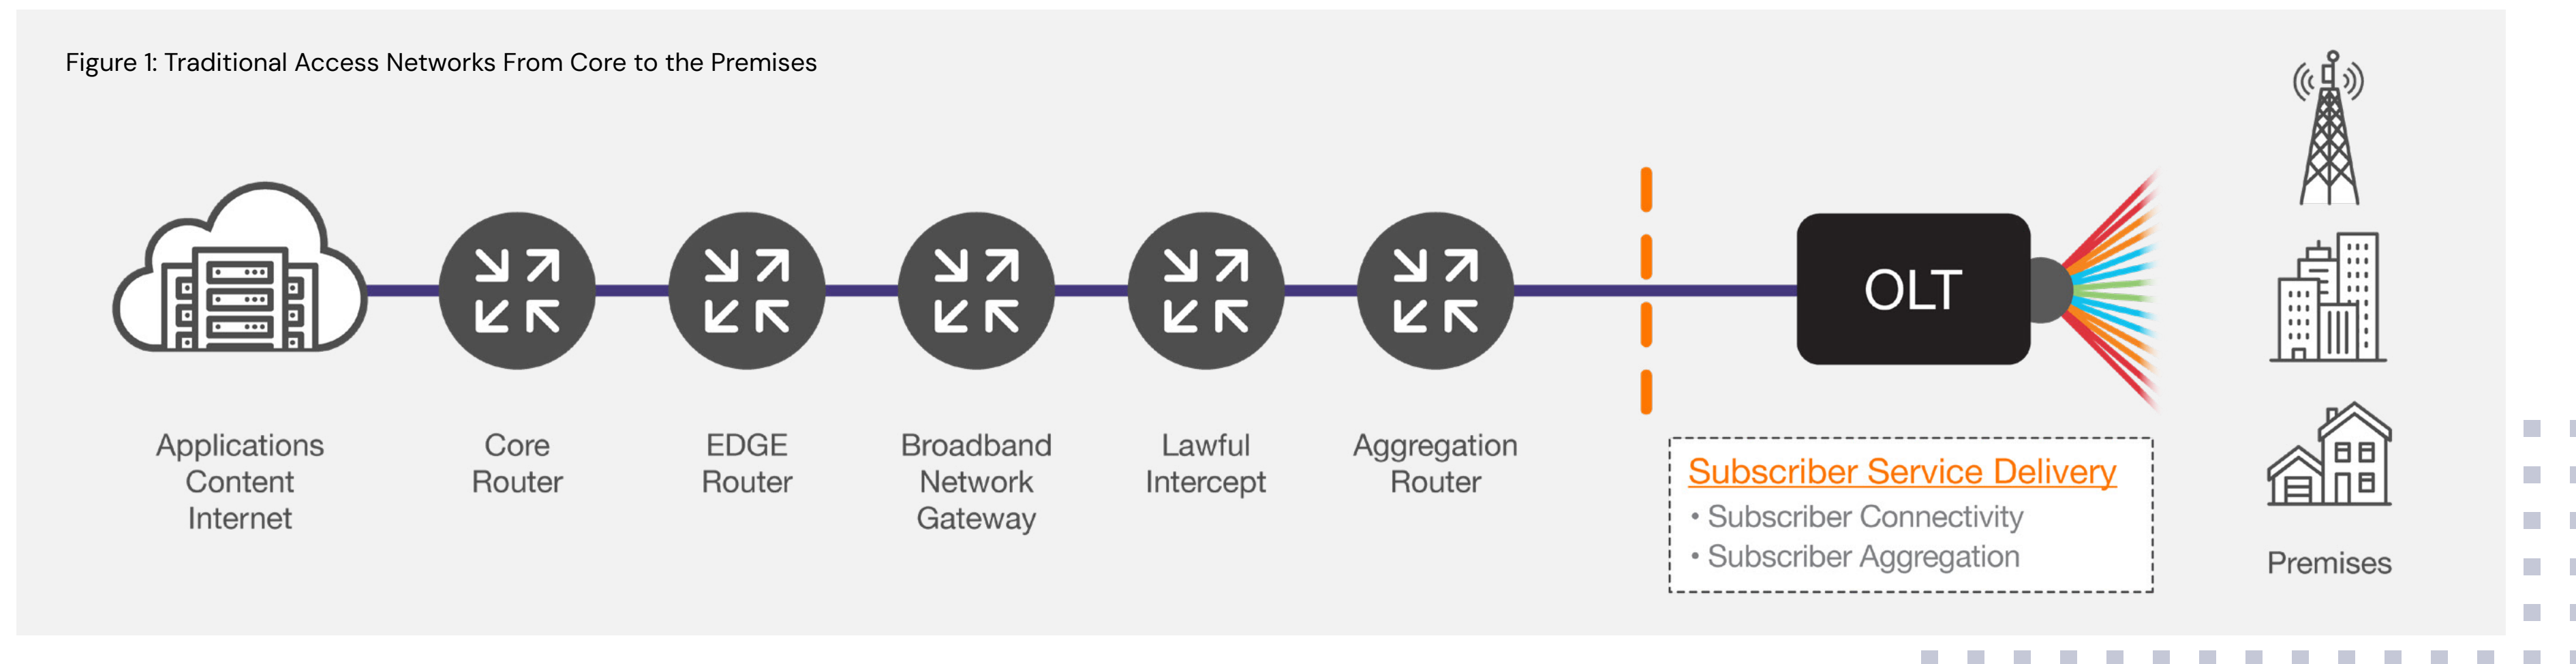 Figure 1: Traditional Access Networks From Core to the Premises
Applications
Content
Internet
Core
Router
EDGE
Router
Broadband
Network
Gateway
Lawful
Intercept
Aggregation
Router
OLT
Subscriber Service Delivery
• Subscriber Connectivity
• Subscriber Aggregation
Premises